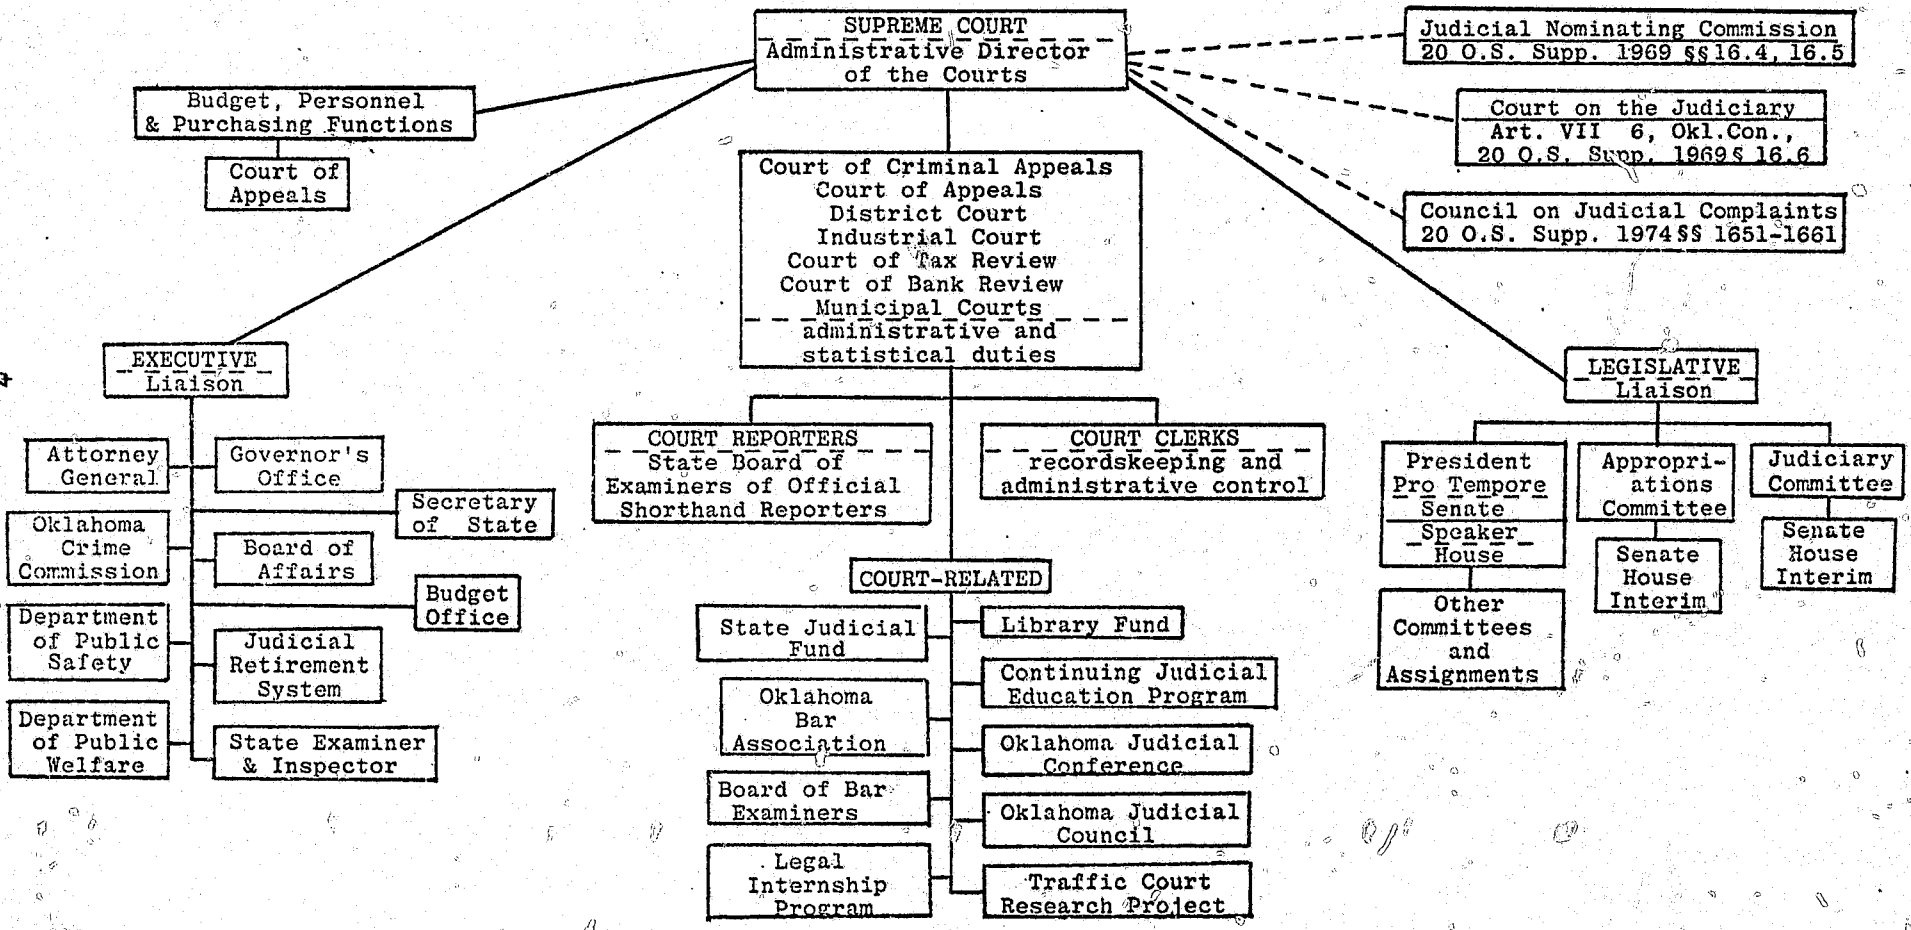 SUPREME COURT
Administrative Director
of the Courts
Judicial Nominating Commission
20 O.S. Supp. 1969 §§16.4, 16.5
Budget, Personnel
& Purchasing Functions
Court of
Appeals
Court on the Judiciary
Art. VII 6, Okl.Con.,
20 O.S. Supp. 1969§ 16.6
Council on Judicial Complaints
20 O.S. Supp. 1974§§ 1651-1661
Court of Criminal Appeals
Court of Appeals
District Court
Industrial Court
Court of Tax Review
Court of Bank Review
Municipal Courts
administrative and
statistical duties
EXECUTIVE
Liaison
LEGISLATIVE
Liaison
Attorney
General
Governor's
Office
Secretary
of State
Oklahoma
Crime
Commission
Board of
Affairs
Budget
Office
Department
of Public
Safety
Judicial
Retirement
System
Department
of Public
Welfare
State Examiner
& Inspector
COURT REPORTERS
State Board of
Examiners of Official
Shorthand Reporters
COURT CLERKS
recordskeeping and
administrative control
COURT-RELATED
State Judicial
Fund
Library Fund
Continuing Judicial
Education Program
Oklahoma
Bar
Association
Oklahoma Judicial
Conference
Board of Bar
Examiners
Oklahoma Judicial
Council
Legal
Internship
Program
Traffic Court
Research Project
President
Pro Tempore
Senate
Speaker
House
Other
Committees
and
Assignments
Appropri-
ations
Committee
Senate
House
Interim
Judiciary
Committee
Senate
House
Interim